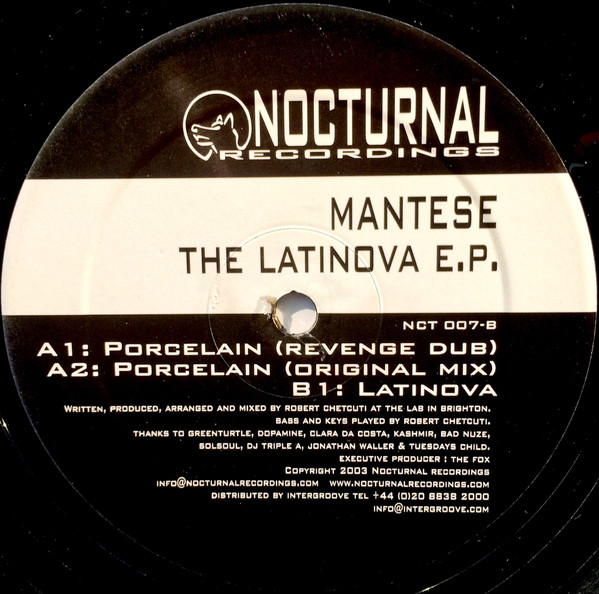 NOCTURNAL
RECORDINGS
MANTESE
THE LATINOVA E.P.
NCT 007-B
A1: PORCELAIN (REVENGE DUB)
A2: PORCELAIN (ORIGINAL MIX)
B1: LATINOVA
WRITTEN, PRODUCED, ARRANGED AND MIXED BY ROBERT CHETCUTI AT THE LAB IN BRIGHTON.
BASS AND KEYS PLAYED BY ROBERT CHETCUTI.
THANKS TO GREENTURTLE, DOPAMINE, CLARA DA COSTA, KASHMIR, BAD NUZE,
SOLSOUL, DJ TRIPLE A, JONATHAN WALLER & TUESDAYS CHILD.
EXECUTIVE PRODUCER : THE FOX
COPYRIGHT 2003 NOCTURNAL RECORDINGS
INFO@NOCTURNALRECORDINGS.COM WWW.NOCTURNALRECORDINGS.COM
DISTRIBUTED BY INTERGROOVE TEL +44 (0)20 8838 2000
INFO@INTERGROOVE.COM